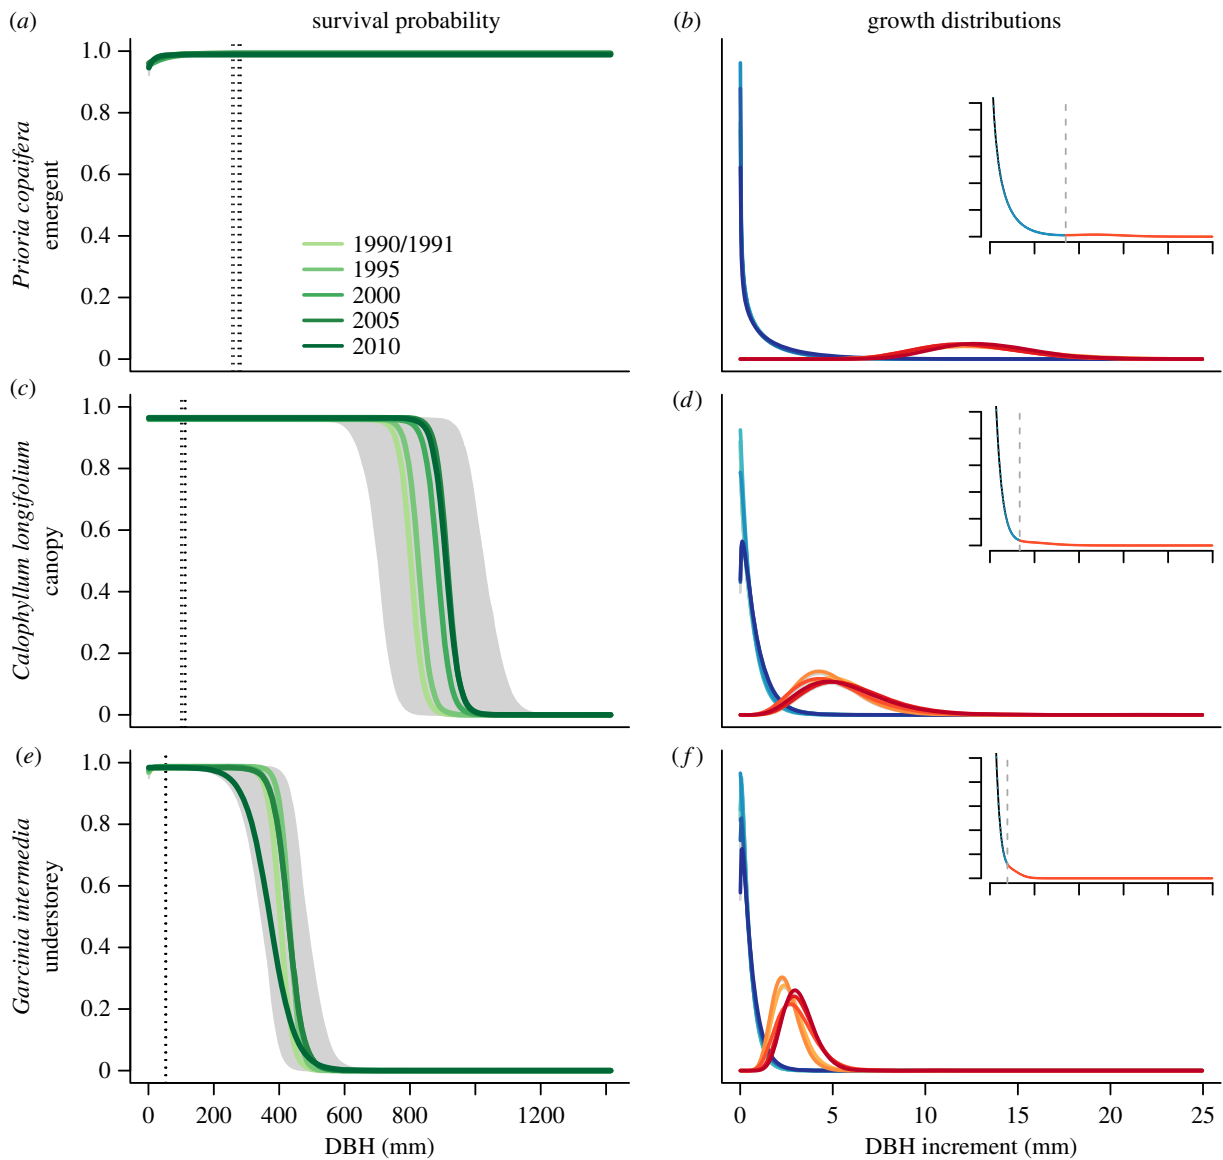 (a) survival probability
(b) growth distributions
Prioria copaifera
emergent
1.0
0.8
0.6
0.4
0.2
0
1990/1991
1995
2000
2005
2010
(c)
(d)
Calophyllum longifolium
canopy
1.0
0.8
0.6
0.4
0.2
0
(e)
(f)
Garcinia intermedia
understorey
1.0
0.8
0.6
0.4
0.2
0
0 200 400 600 800 1200
DBH (mm)
0 5 10 15 20 25
DBH increment (mm)